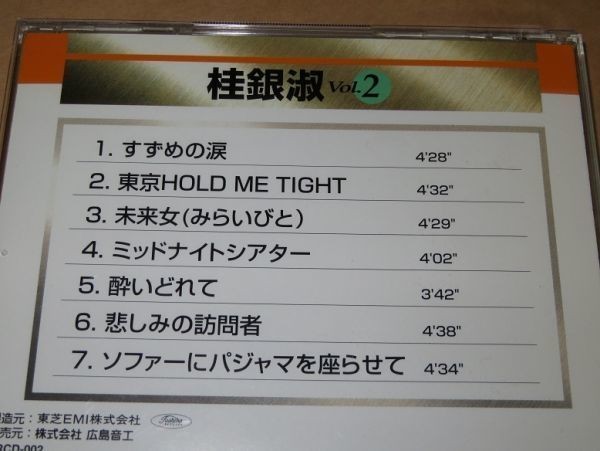 桂銀淑 Vol.2
1. すずめの涙 4'28"
2. 東京HOLD ME TIGHT 4'32"
3. 未来女(みらいびと) 4'29"
4. ミッドナイトシアター 4'02"
5. 酔いどれて 3'42"
6. 悲しみの訪問者 4'38"
7. ソファーにパジャマを座らせて 4'34"
造元:東芝EMI株式会社 Toshiba
売元:株式会社 広島音工
CD-002